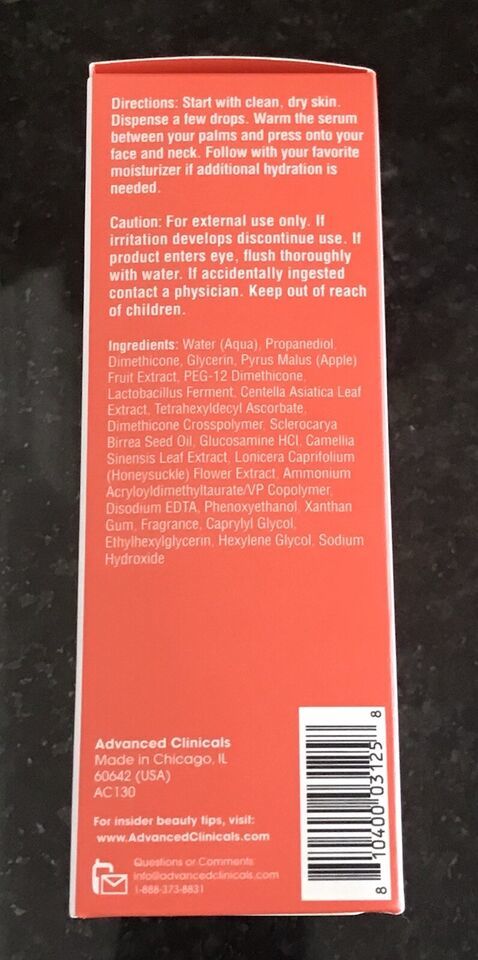 Directions: Start with clean, dry skin.
Dispense a few drops. Warm the serum
between your palms and press onto your
face and neck. Follow with your favorite
moisturizer if additional hydration is
needed.
Caution: For external use only. If
irritation develops discontinue use. If
product enters eye, flush thoroughly
with water. If accidentally ingested
contact a physician. Keep out of reach
of children.
Ingredients: Water (Aqua), Propanediol,
Dimethicone, Glycerin, Pyrus Malus (Apple)
Fruit Extract, PEG-12 Dimethicone,
Lactobacillus Ferment, Centella Asiatica Leaf
Extract, Tetrahexyldecyl Ascorbate,
Dimethicone Crosspolymer, Sclerocarya
Birrea Seed Oil, Glucosamine HCl, Camellia
Sinensis Leaf Extract, Lonicera Caprifolium
(Honeysuckle) Flower Extract, Ammonium
Acryloyldimethyltaurate/VP Copolymer,
Disodium EDTA, Phenoxyethanol, Xanthan
Gum, Fragrance, Caprylyl Glycol,
Ethylhexylglycerin, Hexylene Glycol, Sodium
Hydroxide
Advanced Clinicals
Made in Chicago, IL
60642 (USA)
AC130
For insider beauty tips, visit:
www.AdvancedClinicals.com
Questions or Comments
info@advancedclinicals.com
1-888-373-8831
8 10400 03125 8